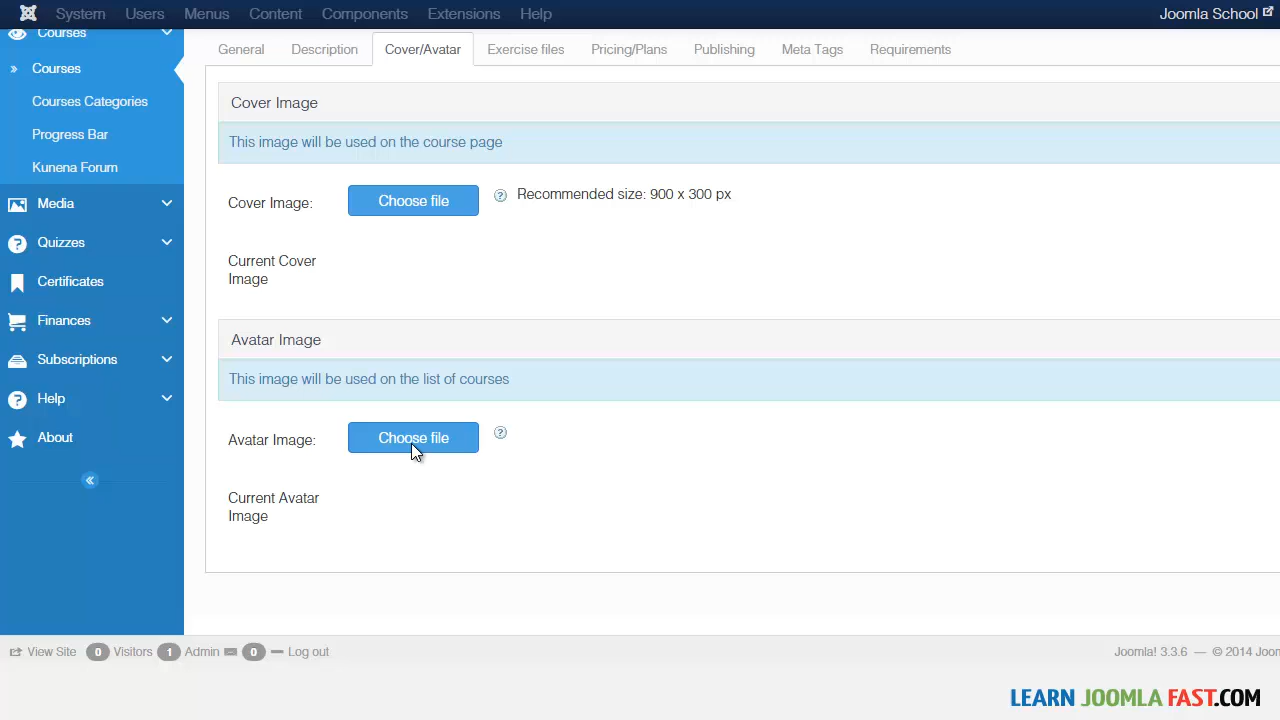 System Users Menus Content Components Extensions Help Joomla School
Courses
Courses
Courses Categories
Progress Bar
Kunena Forum
Media
Quizzes
Certificates
Finances
Subscriptions
Help
About
General Description Cover/Avatar Exercise files Pricing/Plans Publishing Meta Tags Requirements
Cover Image
This image will be used on the course page
Cover Image: Choose file ? Recommended size: 900 x 300 px
Current Cover
Image
Avatar Image
This image will be used on the list of courses
Avatar Image: Choose file ?
Current Avatar
Image
View Site 0 Visitors 1 Admin 0 Log out Joomla! 3.3.6 — © 2014 Joom
LEARN JOOMLA FAST.COM